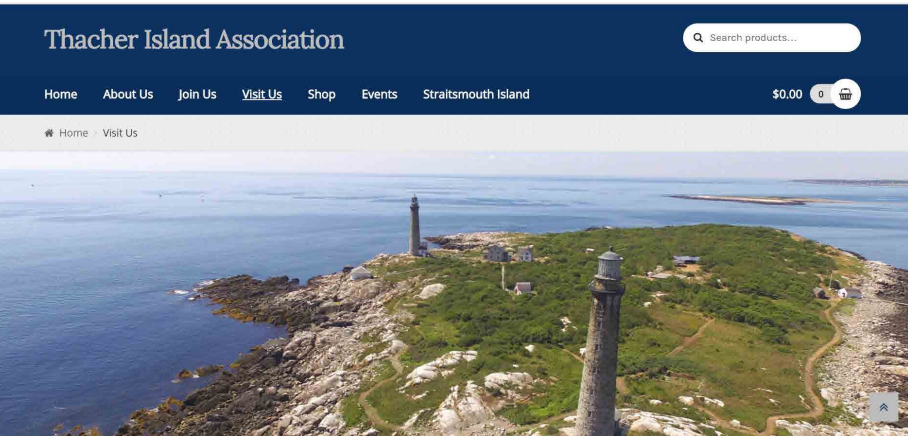 Thacher Island Association
Search products...
Home About Us Join Us Visit Us Shop Events Straitsmouth Island
$0.00 0
Home Visit Us